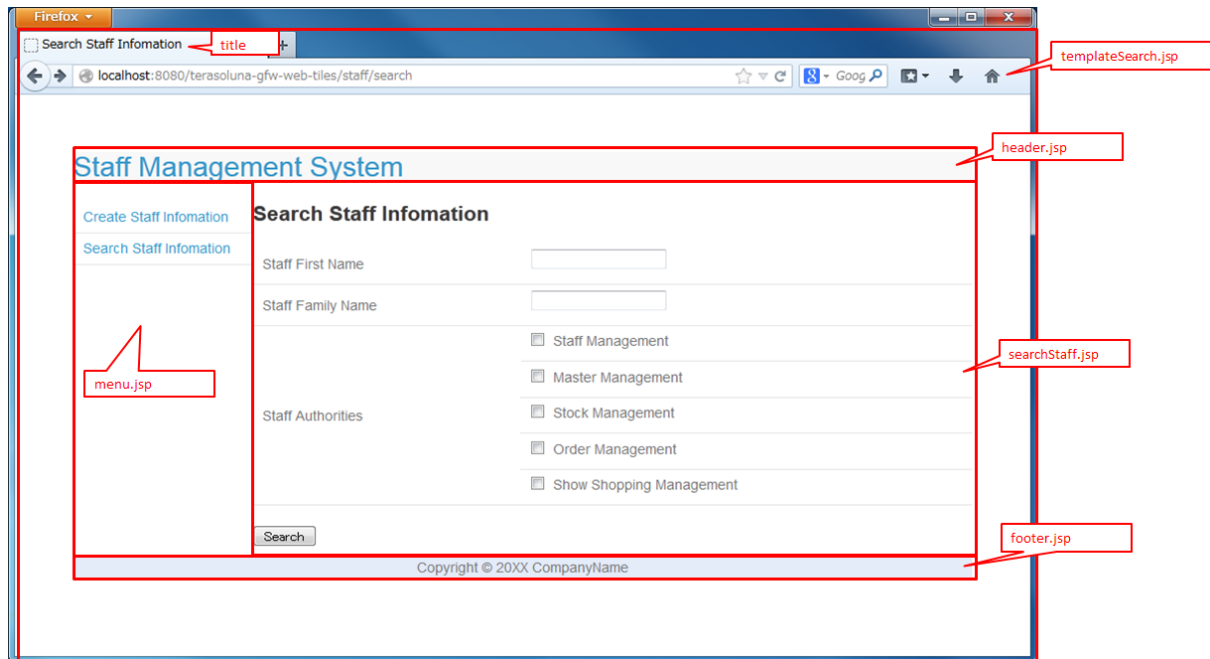 Firefox
Search Staff Infomation
title
templateSearch.jsp
localhost:8080/terasoluna-gfw-web-tiles/staff/search
Goog
header.jsp
Staff Management System
Create Staff Infomation
Search Staff Infomation
menu.jsp
Search Staff Infomation
Staff First Name
Staff Family Name
Staff Authorities
Staff Management
Master Management
Stock Management
Order Management
Show Shopping Management
searchStaff.jsp
Search
footer.jsp
Copyright © 20XX CompanyName